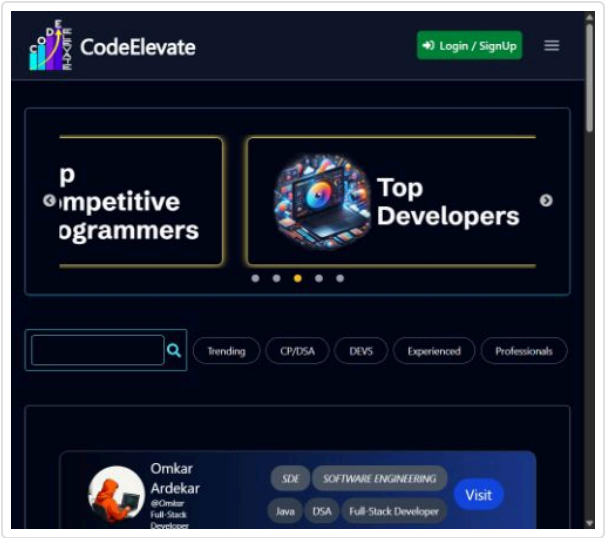 CODE
CodeElevate
Login / SignUp
p
mpetitive
ogrammers
Top
Developers
Trending
CP/DSA
DEVS
Experienced
Professionals
Omkar
Ardekar
@Omkar
Full-Stack
Developer
SDE
SOFTWARE ENGINEERING
Java
DSA
Full-Stack Developer
Visit